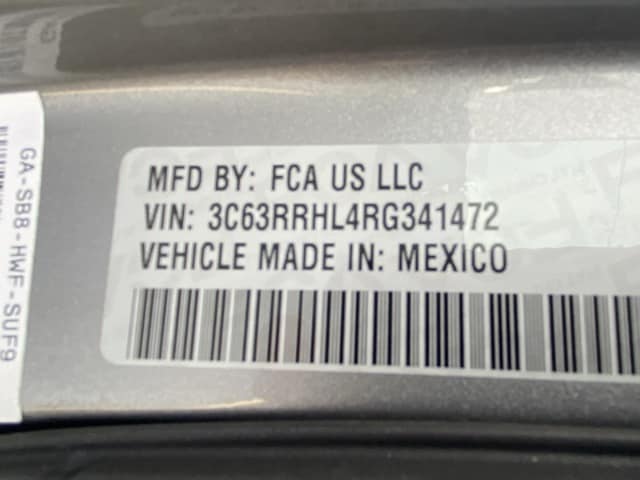 MFD BY: FCA US LLC
VIN: 3C63RRHL4RG341472
VEHICLE MADE IN: MEXICO
GA-SB8-HWF-SUF9